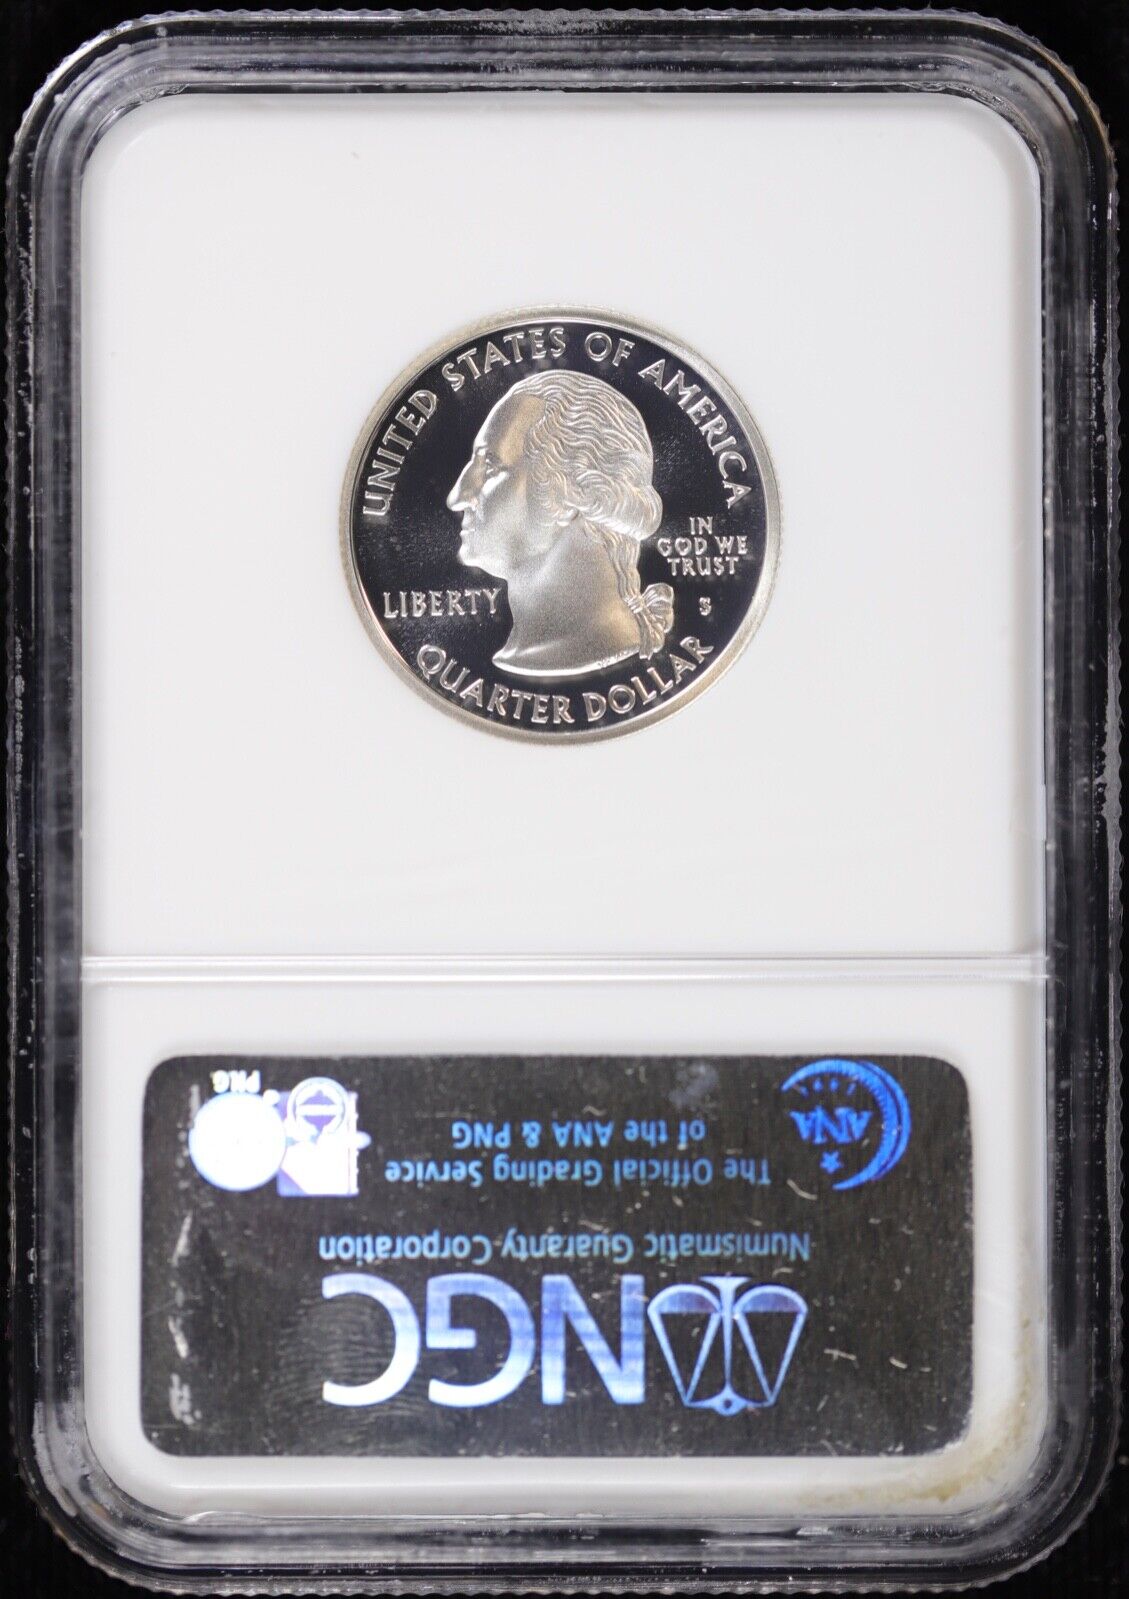 UNITED STATES OF AMERICA
IN
GOD WE
TRUST
LIBERTY
S
QUARTER DOLLAR
NGC
Numismatic Guaranty Corporation
The Official Grading Service
of the ANA & PNG
ANA
PNG